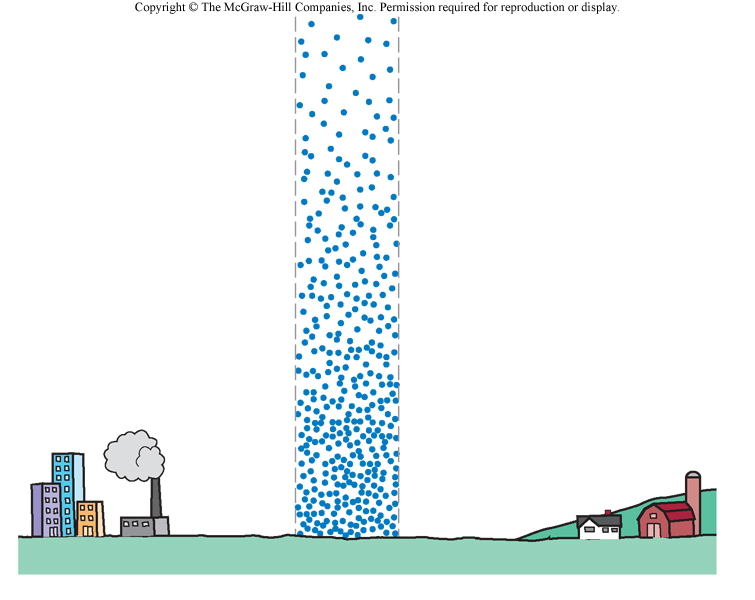 Copyright © The McGraw-Hill Companies, Inc. Permission required for reproduction or display.